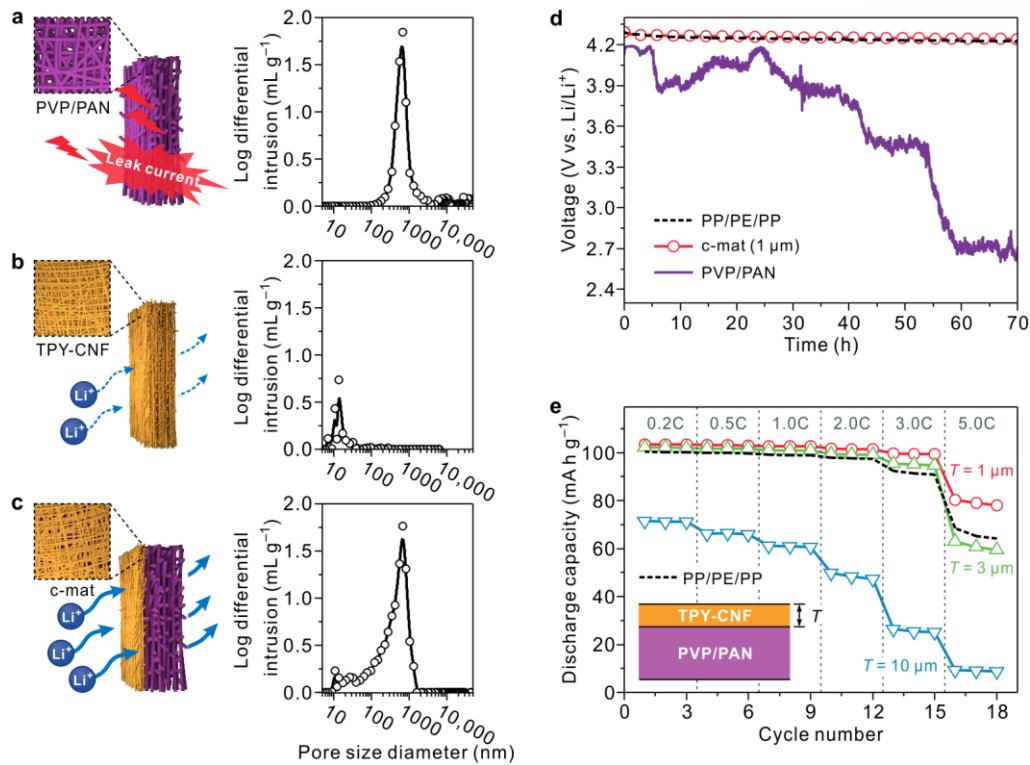 a
PVP/PAN
Leak current
Log differential
intrusion (mL g⁻¹)
2.0
1.5
1.0
0.5
0.0
10 100 1000 10,000
b
TPY-CNF
Li⁺
Li⁺
Log differential
intrusion (mL g⁻¹)
2.0
1.5
1.0
0.5
0.0
10 100 1000 10,000
c
c-mat
Li⁺
Li⁺
Li⁺
Log differential
intrusion (mL g⁻¹)
2.0
1.5
1.0
0.5
0.0
10 100 1000 10,000
Pore size diameter (nm)
d
Voltage (V vs. Li/Li⁺)
4.2
3.9
3.6
3.3
3.0
2.7
2.4
PP/PE/PP
c-mat (1 μm)
PVP/PAN
0 10 20 30 40 50 60 70
Time (h)
e
Discharge capacity (mA h g⁻¹)
0.2C 0.5C 1.0C 2.0C 3.0C 5.0C
100
80
60
40
20
0
T = 1 μm
T = 3 μm
PP/PE/PP
TPY-CNF
T
PVP/PAN
T = 10 μm
0 3 6 9 12 15 18
Cycle number